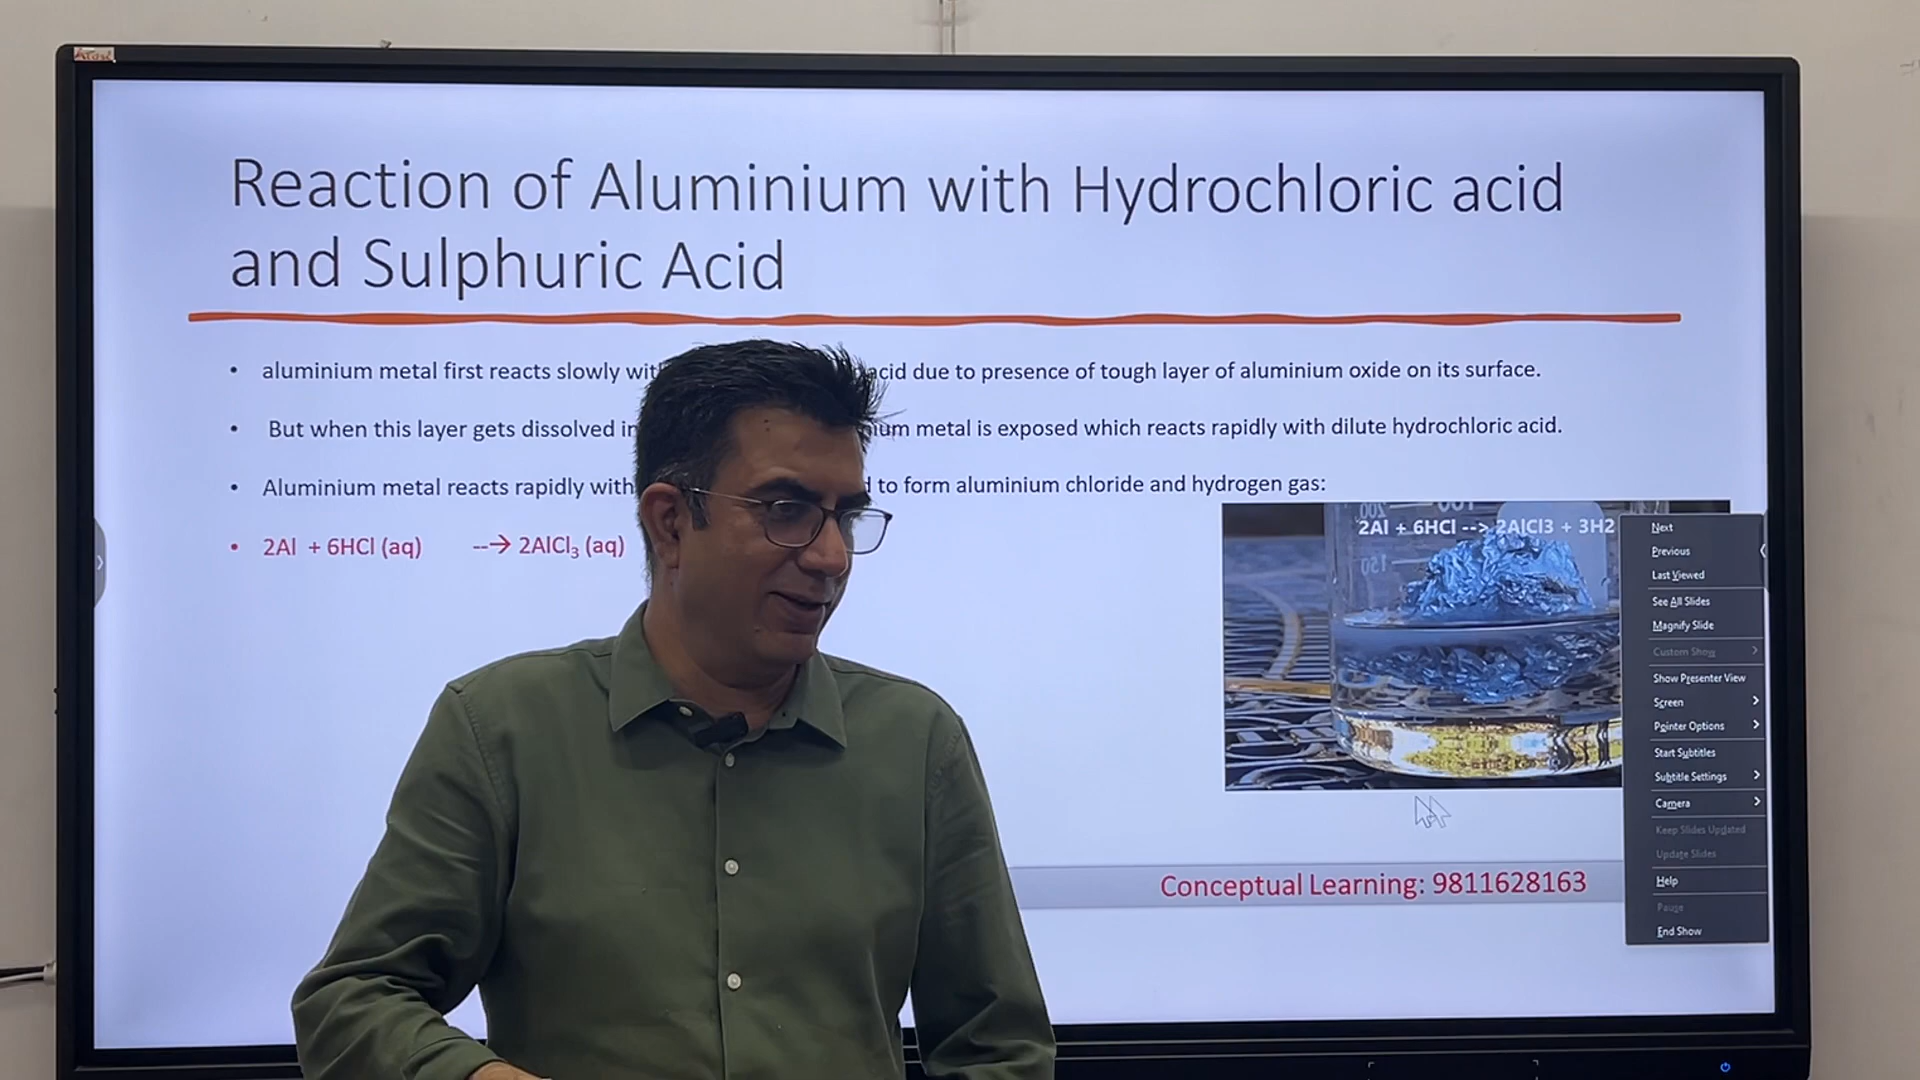 Reaction of Aluminium with Hydrochloric acid
and Sulphuric Acid
• aluminium metal first reacts slowly acid due to presence of tough layer of aluminium oxide on its surface.
• But when this layer gets dissolved metal is exposed which reacts rapidly with dilute hydrochloric acid.
• Aluminium metal reacts rapidly with to form aluminium chloride and hydrogen gas:
• 2Al + 6HCl (aq) --→ 2AlCl₃ (aq)
200
150
2Al + 6HCl --> 2AlCl3 + 3H2
Conceptual Learning: 9811628163
Next
Previous
Last Viewed
See All Slides
Magnify Slide
Custom Show
Show Presenter View
Screen
Pointer Options
Start Subtitles
Subtitle Settings
Camera
Keep Slides Updated
Update Slides
Help
Pause
End Show